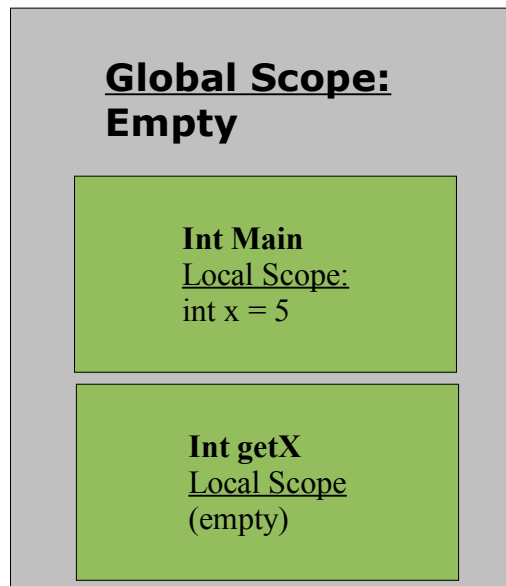 Global Scope:
Empty
Int Main
Local Scope:
int x = 5
Int getX
Local Scope
(empty)